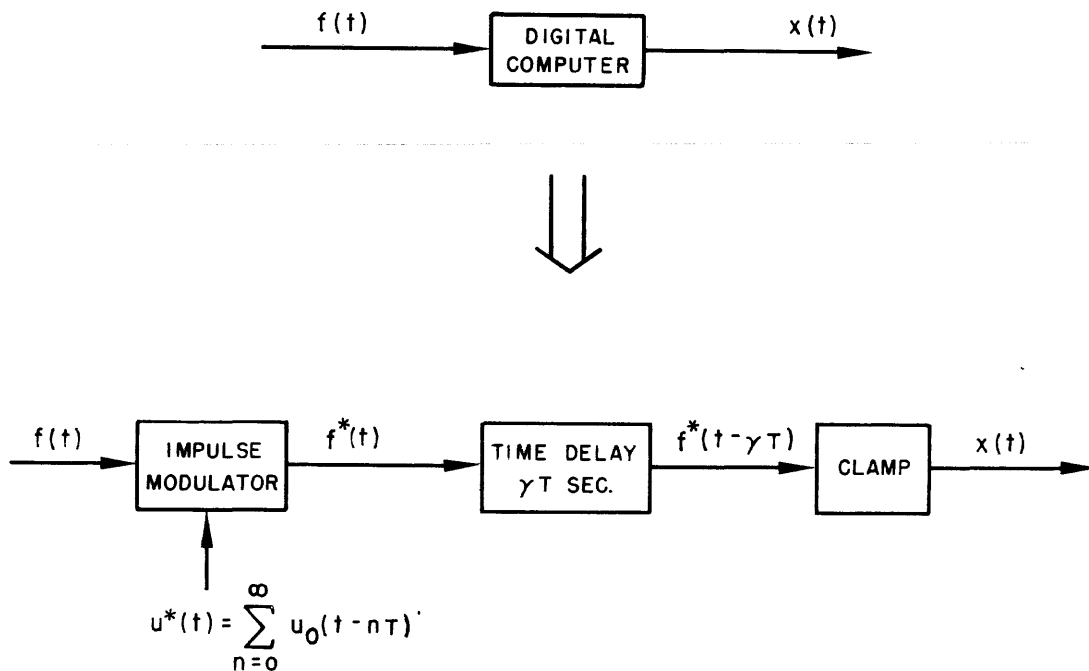 f(t)
DIGITAL
COMPUTER
x(t)
f(t)
IMPULSE
MODULATOR
f*(t)
TIME DELAY
γT SEC.
f*(t-γT)
CLAMP
x(t)
u*(t) = ∑ u₀(t-nT)
∞
n=0